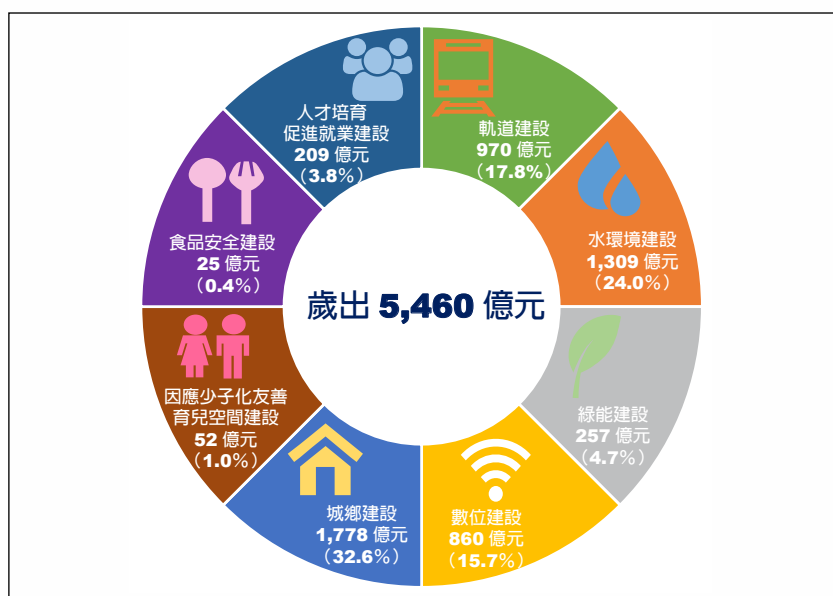 人才培育
促進就業建設
209 億元
（3.8%）
軌道建設
970 億元
（17.8%）
水環境建設
1,309 億元
（24.0%）
綠能建設
257 億元
（4.7%）
數位建設
860 億元
（15.7%）
城鄉建設
1,778 億元
（32.6%）
因應少子化友善
育兒空間建設
52 億元
（1.0%）
食品安全建設
25 億元
（0.4%）
歲出 5,460 億元